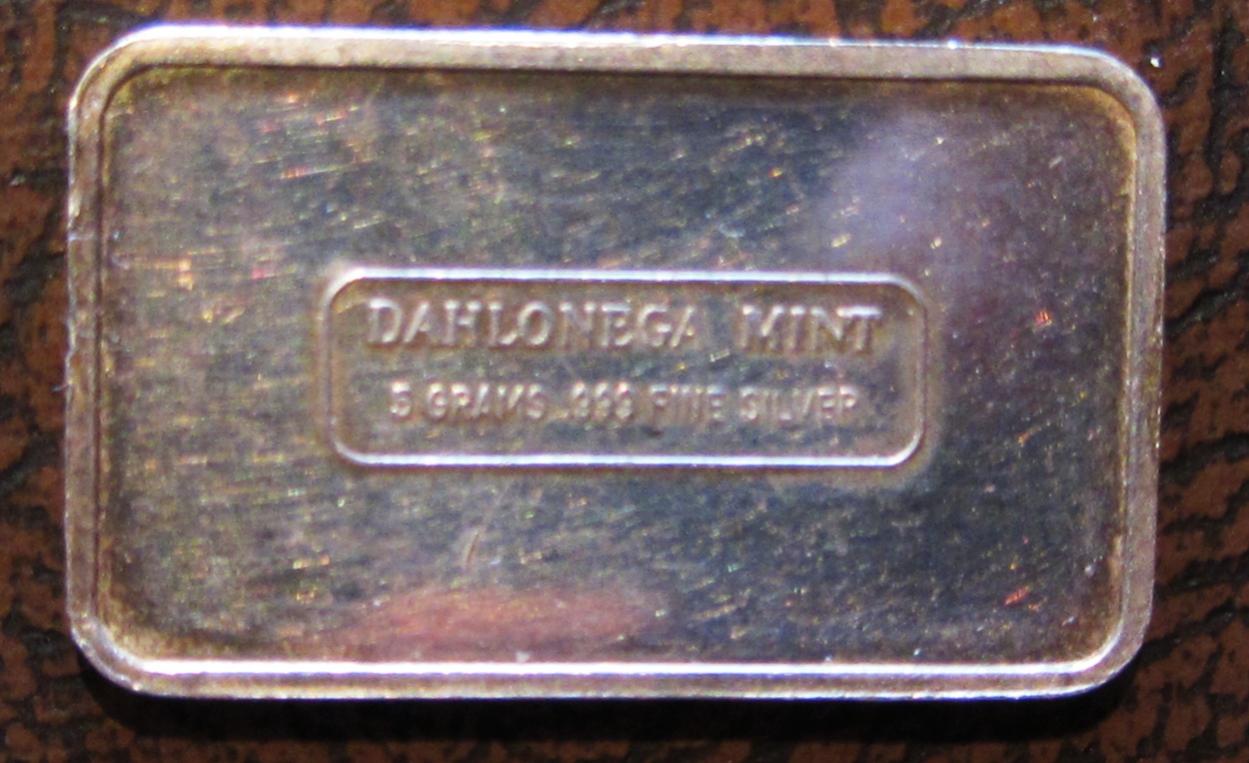 DAHLONEGA MINT
5 GRAMS .999 FINE SILVER